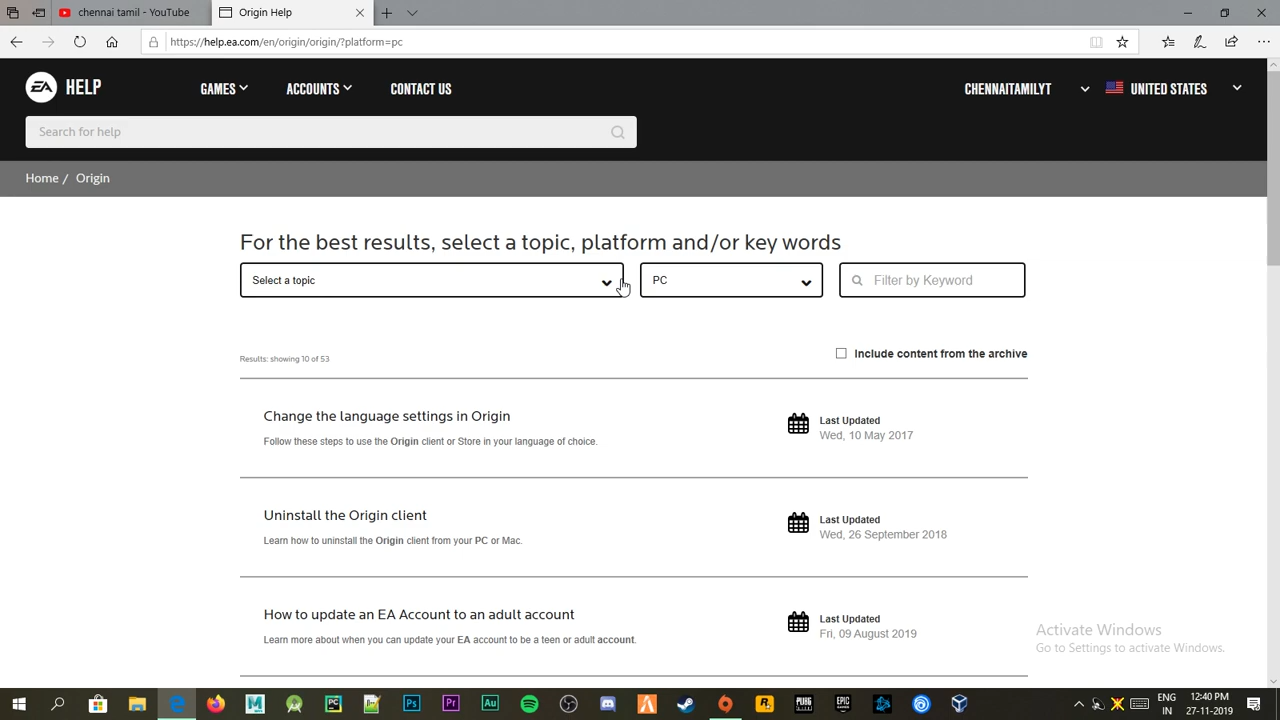 chennai tamil - YouTube
Origin Help
https://help.ea.com/en/origin/origin/?platform=pc
EA HELP
GAMES
ACCOUNTS
CONTACT US
CHENNAITAMILYT
UNITED STATES
Search for help
Home / Origin
For the best results, select a topic, platform and/or key words
Select a topic
PC
Filter by Keyword
Results: showing 10 of 53
Include content from the archive
Change the language settings in Origin
Follow these steps to use the Origin client or Store in your language of choice.
Last Updated
Wed, 10 May 2017
Uninstall the Origin client
Learn how to uninstall the Origin client from your PC or Mac.
Last Updated
Wed, 26 September 2018
How to update an EA Account to an adult account
Learn more about when you can update your EA account to be a teen or adult account.
Last Updated
Fri, 09 August 2019
Activate Windows
Go to Settings to activate Windows.
ENG
IN
12:40 PM
27-11-2019